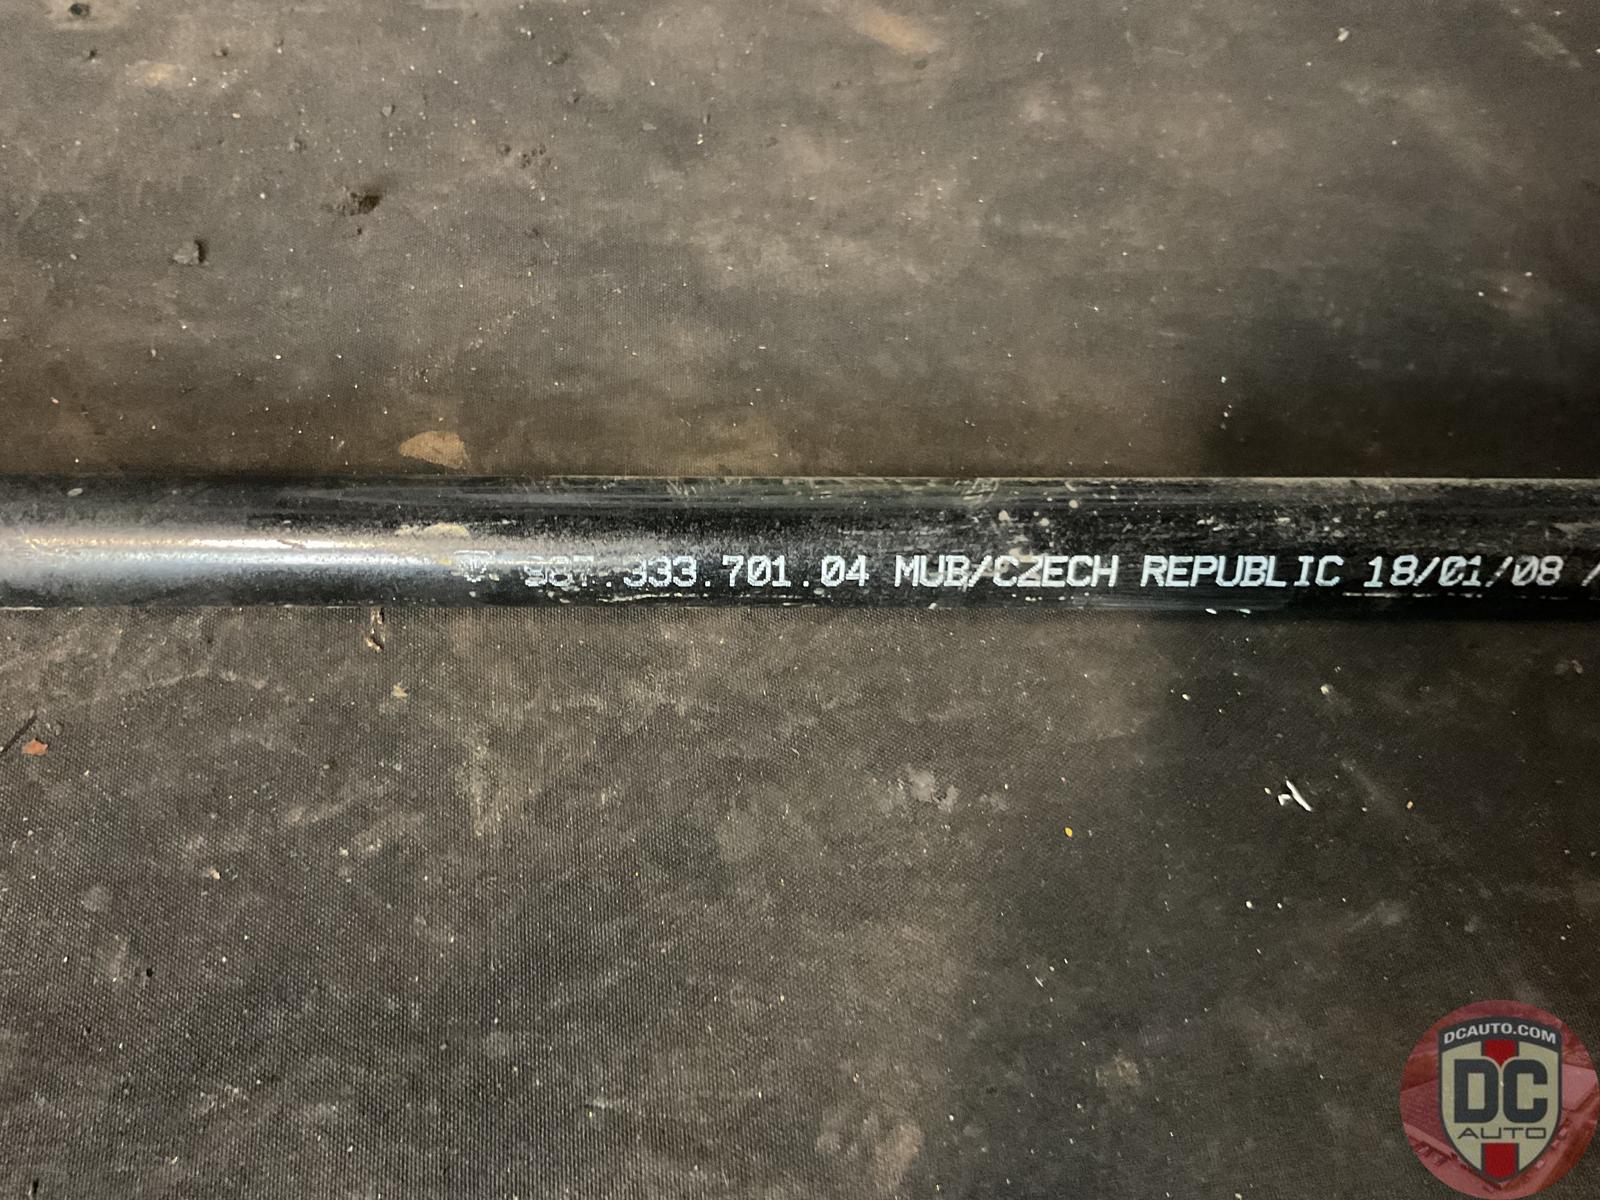 987.333.701.04 MUB/CZECH REPUBLIC 18/01/08 /
DCAUTO.COM
DC
AUTO